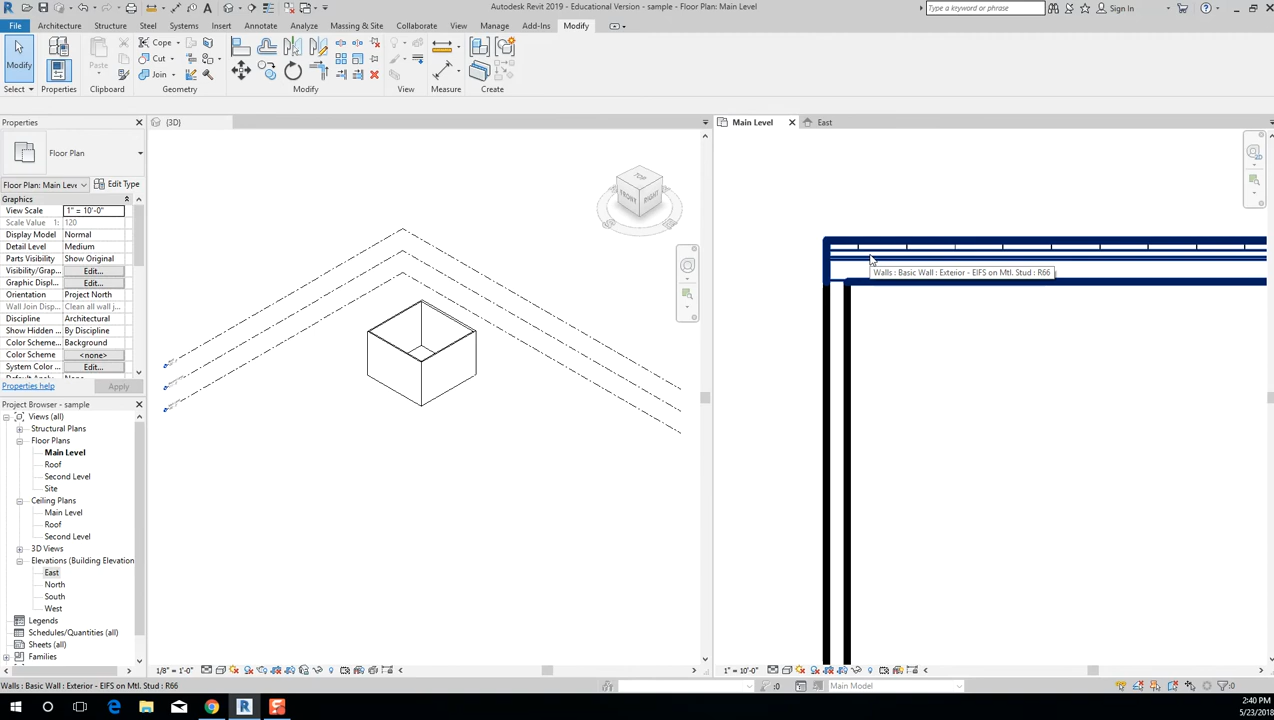 Autodesk Revit 2019 - Educational Version - sample - Floor Plan: Main Level
Type a keyword or phrase
Sign In
File Architecture Structure Steel Systems Insert Annotate Analyze Massing & Site Collaborate View Manage Add-Ins Modify
Modify
Paste
Cope
Cut
Join
Select Properties Clipboard Geometry Modify View Measure Create
Properties
Floor Plan
Floor Plan: Main Leve
Edit Type
Graphics
View Scale 1" = 10'-0"
Scale Value 1: 120
Display Model Normal
Detail Level Medium
Parts Visibility Show Original
Visibility/Grap... Edit...
Graphic Displ... Edit...
Orientation Project North
Wall Join Disp... Clean all wall j...
Discipline Architectural
Show Hidden ... By Discipline
Color Scheme ... Background
Color Scheme <none>
System Color ... Edit...
Default Analy...
Properties help
Apply
Project Browser - sample
Views (all)
Structural Plans
Floor Plans
Main Level
Roof
Second Level
Site
Ceiling Plans
Main Level
Roof
Second Level
3D Views
Elevations (Building Elevation
East
North
South
West
Legends
Schedules/Quantities (all)
Sheets (all)
Families
{3D}
TOP
FRONT
RIGHT
1/8" = 1'-0"
Main Level
East
Walls : Basic Wall : Exterior - EIFS on Mtl. Stud : R66
1" = 10'-0"
Walls : Basic Wall : Exterior - EIFS on Mtl. Stud : R66
:0
Main Model
:0
2:40 PM
5/23/2018